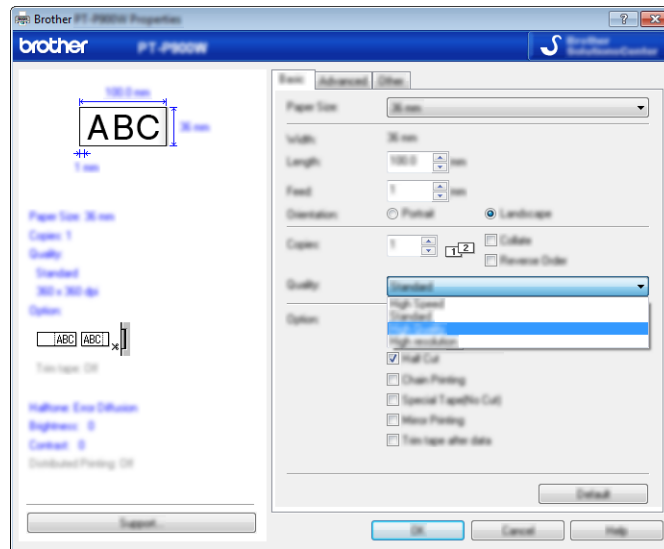 Brother PT-P900W Properties
brother PT-P900W
Brother
SolutionsCenter
Basic Advanced Other
100.0 mm
ABC
36 mm
1 mm
Paper Size: 36 mm
Copies: 1
Quality:
Standard
360 x 360 dpi
Option:
ABC ABC
Trim tape: Off
Halftone: Error Diffusion
Brightness: 0
Contrast: 0
Distributed Printing: Off
Support...
Paper Size: 36 mm
Width: 36 mm
Length: 100.0 mm
Feed: 1 mm
Orientation: Portrait Landscape
Copies: 1 1 2 Collate
Reverse Order
Quality: Standard
High Speed
Standard
High Quality
High resolution
Option:
Half Cut
Chain Printing
Special Tape(No Cut)
Mirror Printing
Trim tape after data
Default
OK Cancel Help